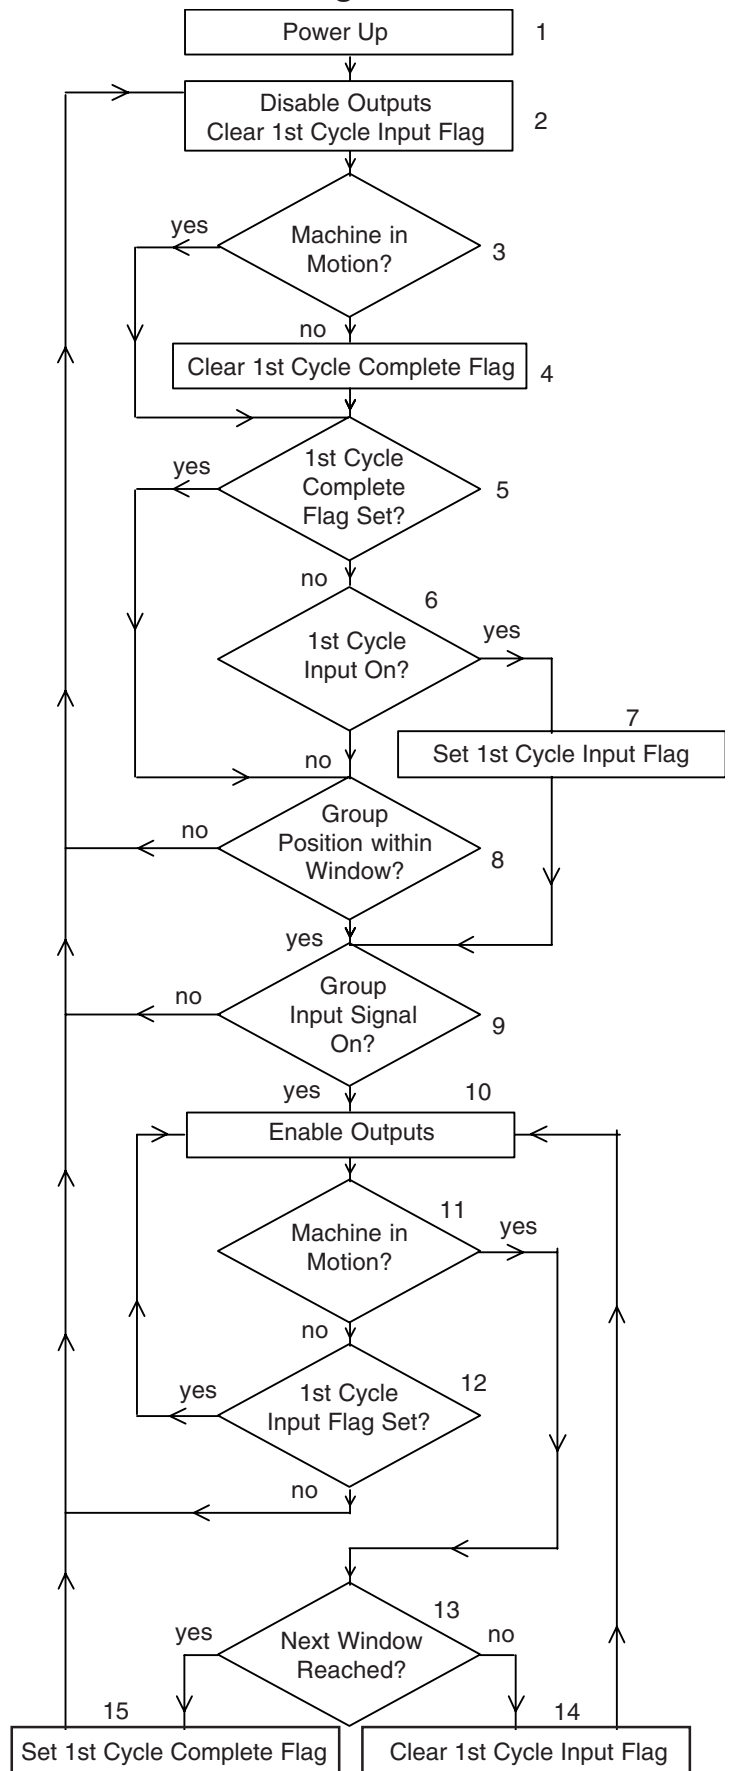 Power Up
1
Disable Outputs
Clear 1st Cycle Input Flag
2
yes
Machine in
Motion?
3
no
Clear 1st Cycle Complete Flag
4
yes
1st Cycle
Complete
Flag Set?
5
no
6
1st Cycle
Input On?
yes
7
Set 1st Cycle Input Flag
no
no
Group
Position within
Window?
8
yes
no
Group
Input Signal
On?
9
yes
10
Enable Outputs
11
Machine in
Motion?
yes
no
12
yes
1st Cycle
Input Flag Set?
no
13
yes
Next Window
Reached?
no
15
14
Set 1st Cycle Complete Flag
Clear 1st Cycle Input Flag